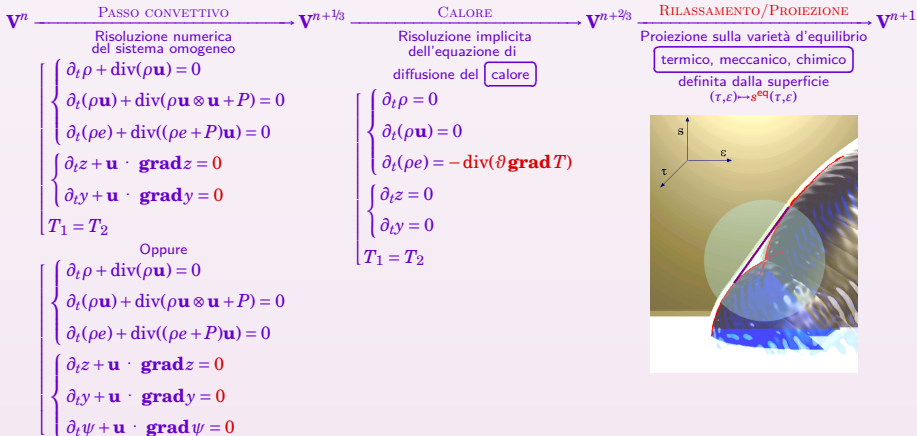 V^n —PASSO CONVETTIVO→ V^{n+1/3} —CALORE→ V^{n+2/3} —RILASSAMENTO/PROIEZIONE→ V^{n+1}
Risoluzione numerica
del sistema omogeneo
∂_tρ + div(ρu) = 0
∂_t(ρu) + div(ρu ⊗ u + P) = 0
∂_t(ρe) + div((ρe + P)u) = 0
∂_tz + u · grad z = 0
∂_ty + u · grad y = 0
T_1 = T_2
Oppure
∂_tρ + div(ρu) = 0
∂_t(ρu) + div(ρu ⊗ u + P) = 0
∂_t(ρe) + div((ρe + P)u) = 0
∂_tz + u · grad z = 0
∂_ty + u · grad y = 0
∂_tψ + u · grad ψ = 0
Risoluzione implicita
dell'equazione di
diffusione del calore
∂_tρ = 0
∂_t(ρu) = 0
∂_t(ρe) = − div(ϑ grad T)
∂_tz = 0
∂_ty = 0
T_1 = T_2
Proiezione sulla varietà d'equilibrio
termico, meccanico, chimico
definita dalla superficie
(τ,ε) ↦ s^{eq}(τ,ε)
s
ε
τ